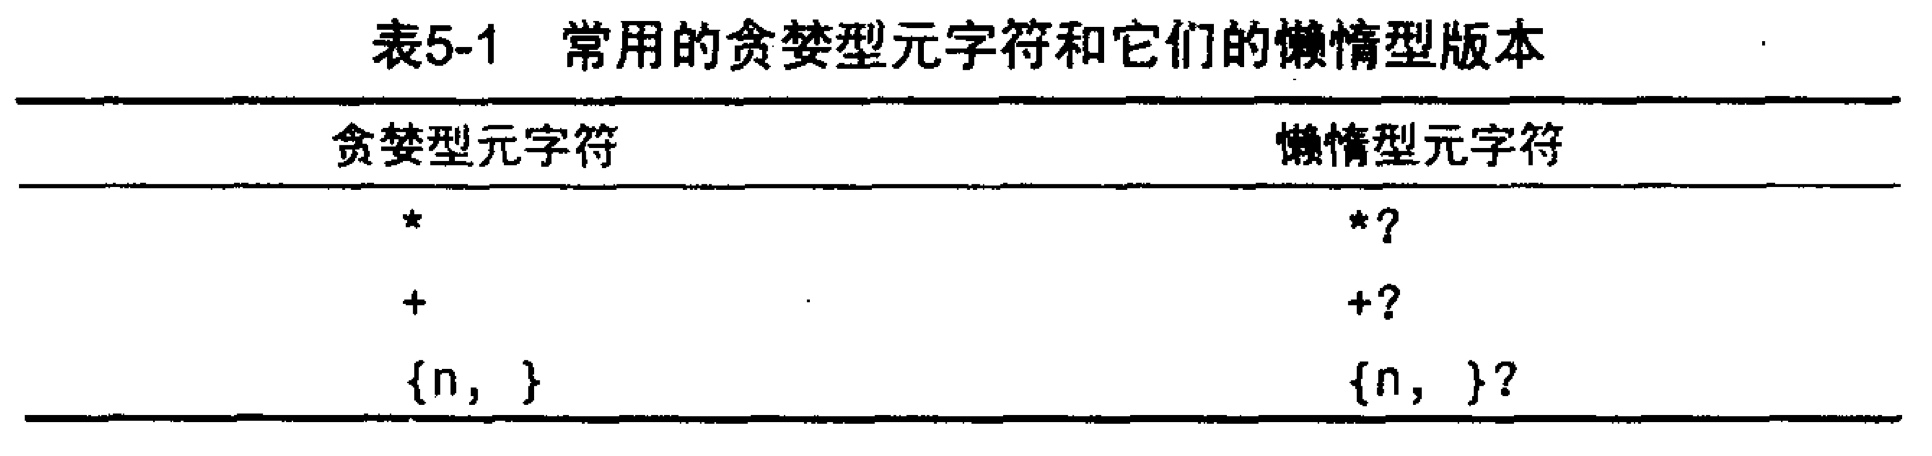 表5-1 常用的贪婪型元字符和它们的懒惰型版本
贪婪型元字符 懒惰型元字符
* *?
+ +?
{n, } {n, }?